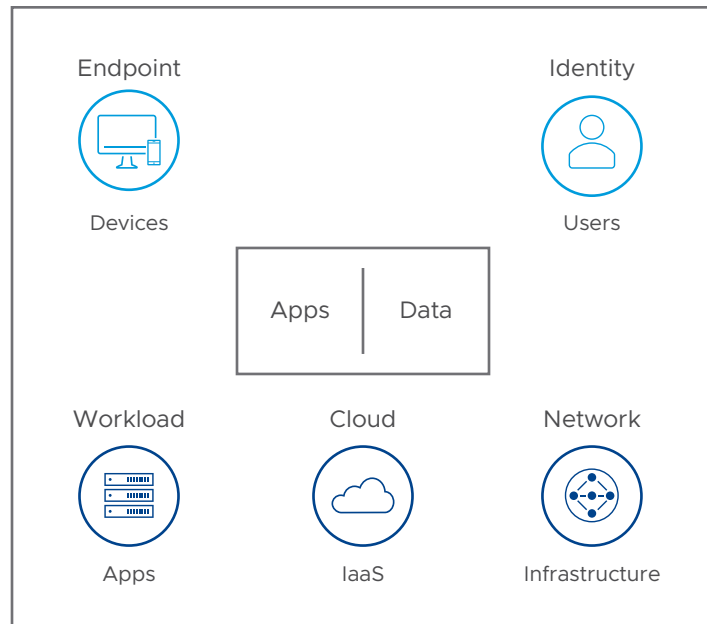 Endpoint
Identity
Devices
Users
Apps
Data
Workload
Cloud
Network
Apps
IaaS
Infrastructure